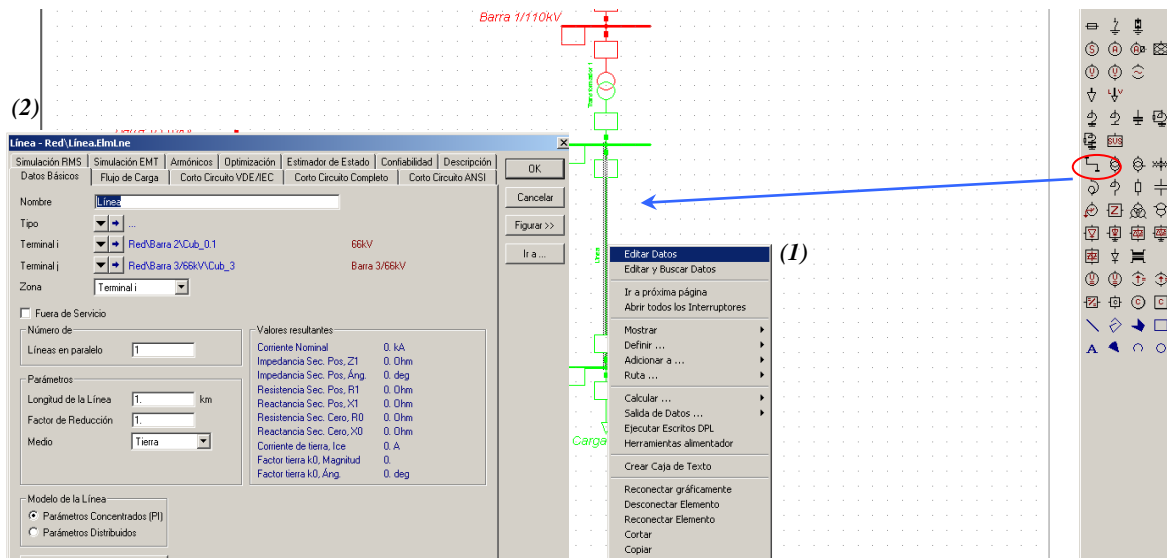 Barra 1/110kV
Transformador 1
(2)
Línea - Red\Línea.ElmLne
Simulación RMS Simulación EMT Armónicos Optimización Estimador de Estado Confiabilidad Descripción
Datos Básicos Flujo de Carga Corto Circuito VDE/IEC Corto Circuito Completo Corto Circuito ANSI
OK
Cancelar
Figurar >>
Ir a ...
Nombre Línea
Tipo ...
Terminal i Red\Barra 2\Cub_0.1 66kV
Terminal j Red\Barra 3/66kV\Cub_3 Barra 3/66kV
Zona Terminal i
Fuera de Servicio
Número de
Líneas en paralelo 1
Parámetros
Longitud de la Línea 1. km
Factor de Reducción 1.
Medio Tierra
Valores resultantes
Corriente Nominal 0. kA
Impedancia Sec. Pos, Z1 0. Ohm
Impedancia Sec. Pos, Áng. 0. deg
Resistencia Sec. Pos, R1 0. Ohm
Reactancia Sec. Pos, X1 0. Ohm
Resistencia Sec. Cero, R0 0. Ohm
Reactancia Sec. Cero, X0 0. Ohm
Corriente de tierra, Ice 0. A
Factor tierra k0, Magnitud 0.
Factor tierra k0, Áng. 0. deg
Modelo de la Línea
Parámetros Concentrados (PI)
Parámetros Distribuidos
Línea
Carga
(1)
Editar Datos
Editar y Buscar Datos
Ir a próxima página
Abrir todos los Interruptores
Mostrar
Definir ...
Adicionar a ...
Ruta ...
Calcular ...
Salida de Datos ...
Ejecutar Escritos DPL
Herramientas alimentador
Crear Caja de Texto
Reconectar gráficamente
Desconectar Elemento
Reconectar Elemento
Cortar
Copiar
SVS